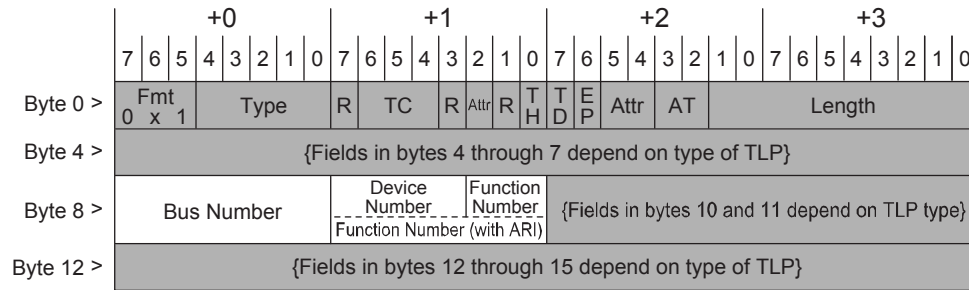 +0 +1 +2 +3
7 6 5 4 3 2 1 0 7 6 5 4 3 2 1 0 7 6 5 4 3 2 1 0 7 6 5 4 3 2 1 0
Byte 0 > Fmt 0 x 1 Type R TC R Attr R TH TD EP Attr AT Length
Byte 4 > {Fields in bytes 4 through 7 depend on type of TLP}
Byte 8 > Bus Number Device Number Function Number {Fields in bytes 10 and 11 depend on TLP type}
Function Number (with ARI)
Byte 12 > {Fields in bytes 12 through 15 depend on type of TLP}